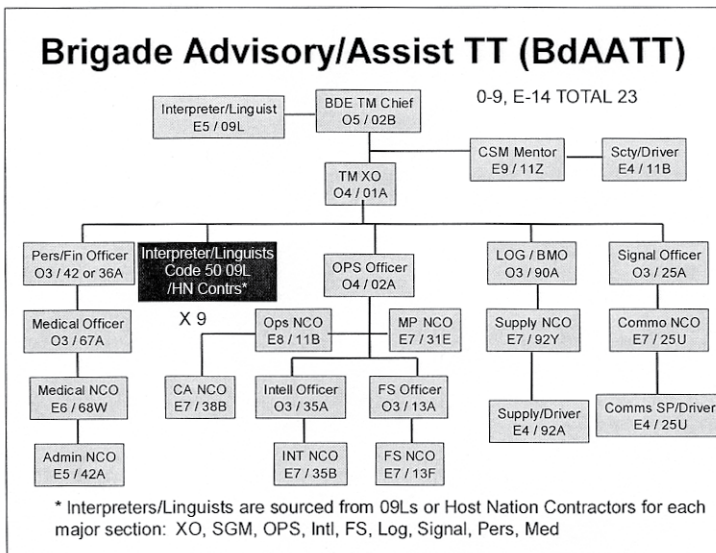 Brigade Advisory/Assist TT (BdAATT)
0-9, E-14 TOTAL 23
Interpreter/Linguist
E5 / 09L
BDE TM Chief
O5 / 02B
CSM Mentor
E9 / 11Z
Scty/Driver
E4 / 11B
TM XO
O4 / 01A
Pers/Fin Officer
O3 / 42 or 36A
Interpreter/Linguists
Code 50 09L
/HN Contrs*
OPS Officer
O4 / 02A
LOG / BMO
O3 / 90A
Signal Officer
O3 / 25A
X 9
Medical Officer
O3 / 67A
Ops NCO
E8 / 11B
MP NCO
E7 / 31E
Supply NCO
E7 / 92Y
Commo NCO
E7 / 25U
Medical NCO
E6 / 68W
CA NCO
E7 / 38B
Intell Officer
O3 / 35A
FS Officer
O3 / 13A
Supply/Driver
E4 / 92A
Comms SP/Driver
E4 / 25U
Admin NCO
E5 / 42A
INT NCO
E7 / 35B
FS NCO
E7 / 13F
* Interpreters/Linguists are sourced from 09Ls or Host Nation Contractors for each
major section: XO, SGM, OPS, Intl, FS, Log, Signal, Pers, Med